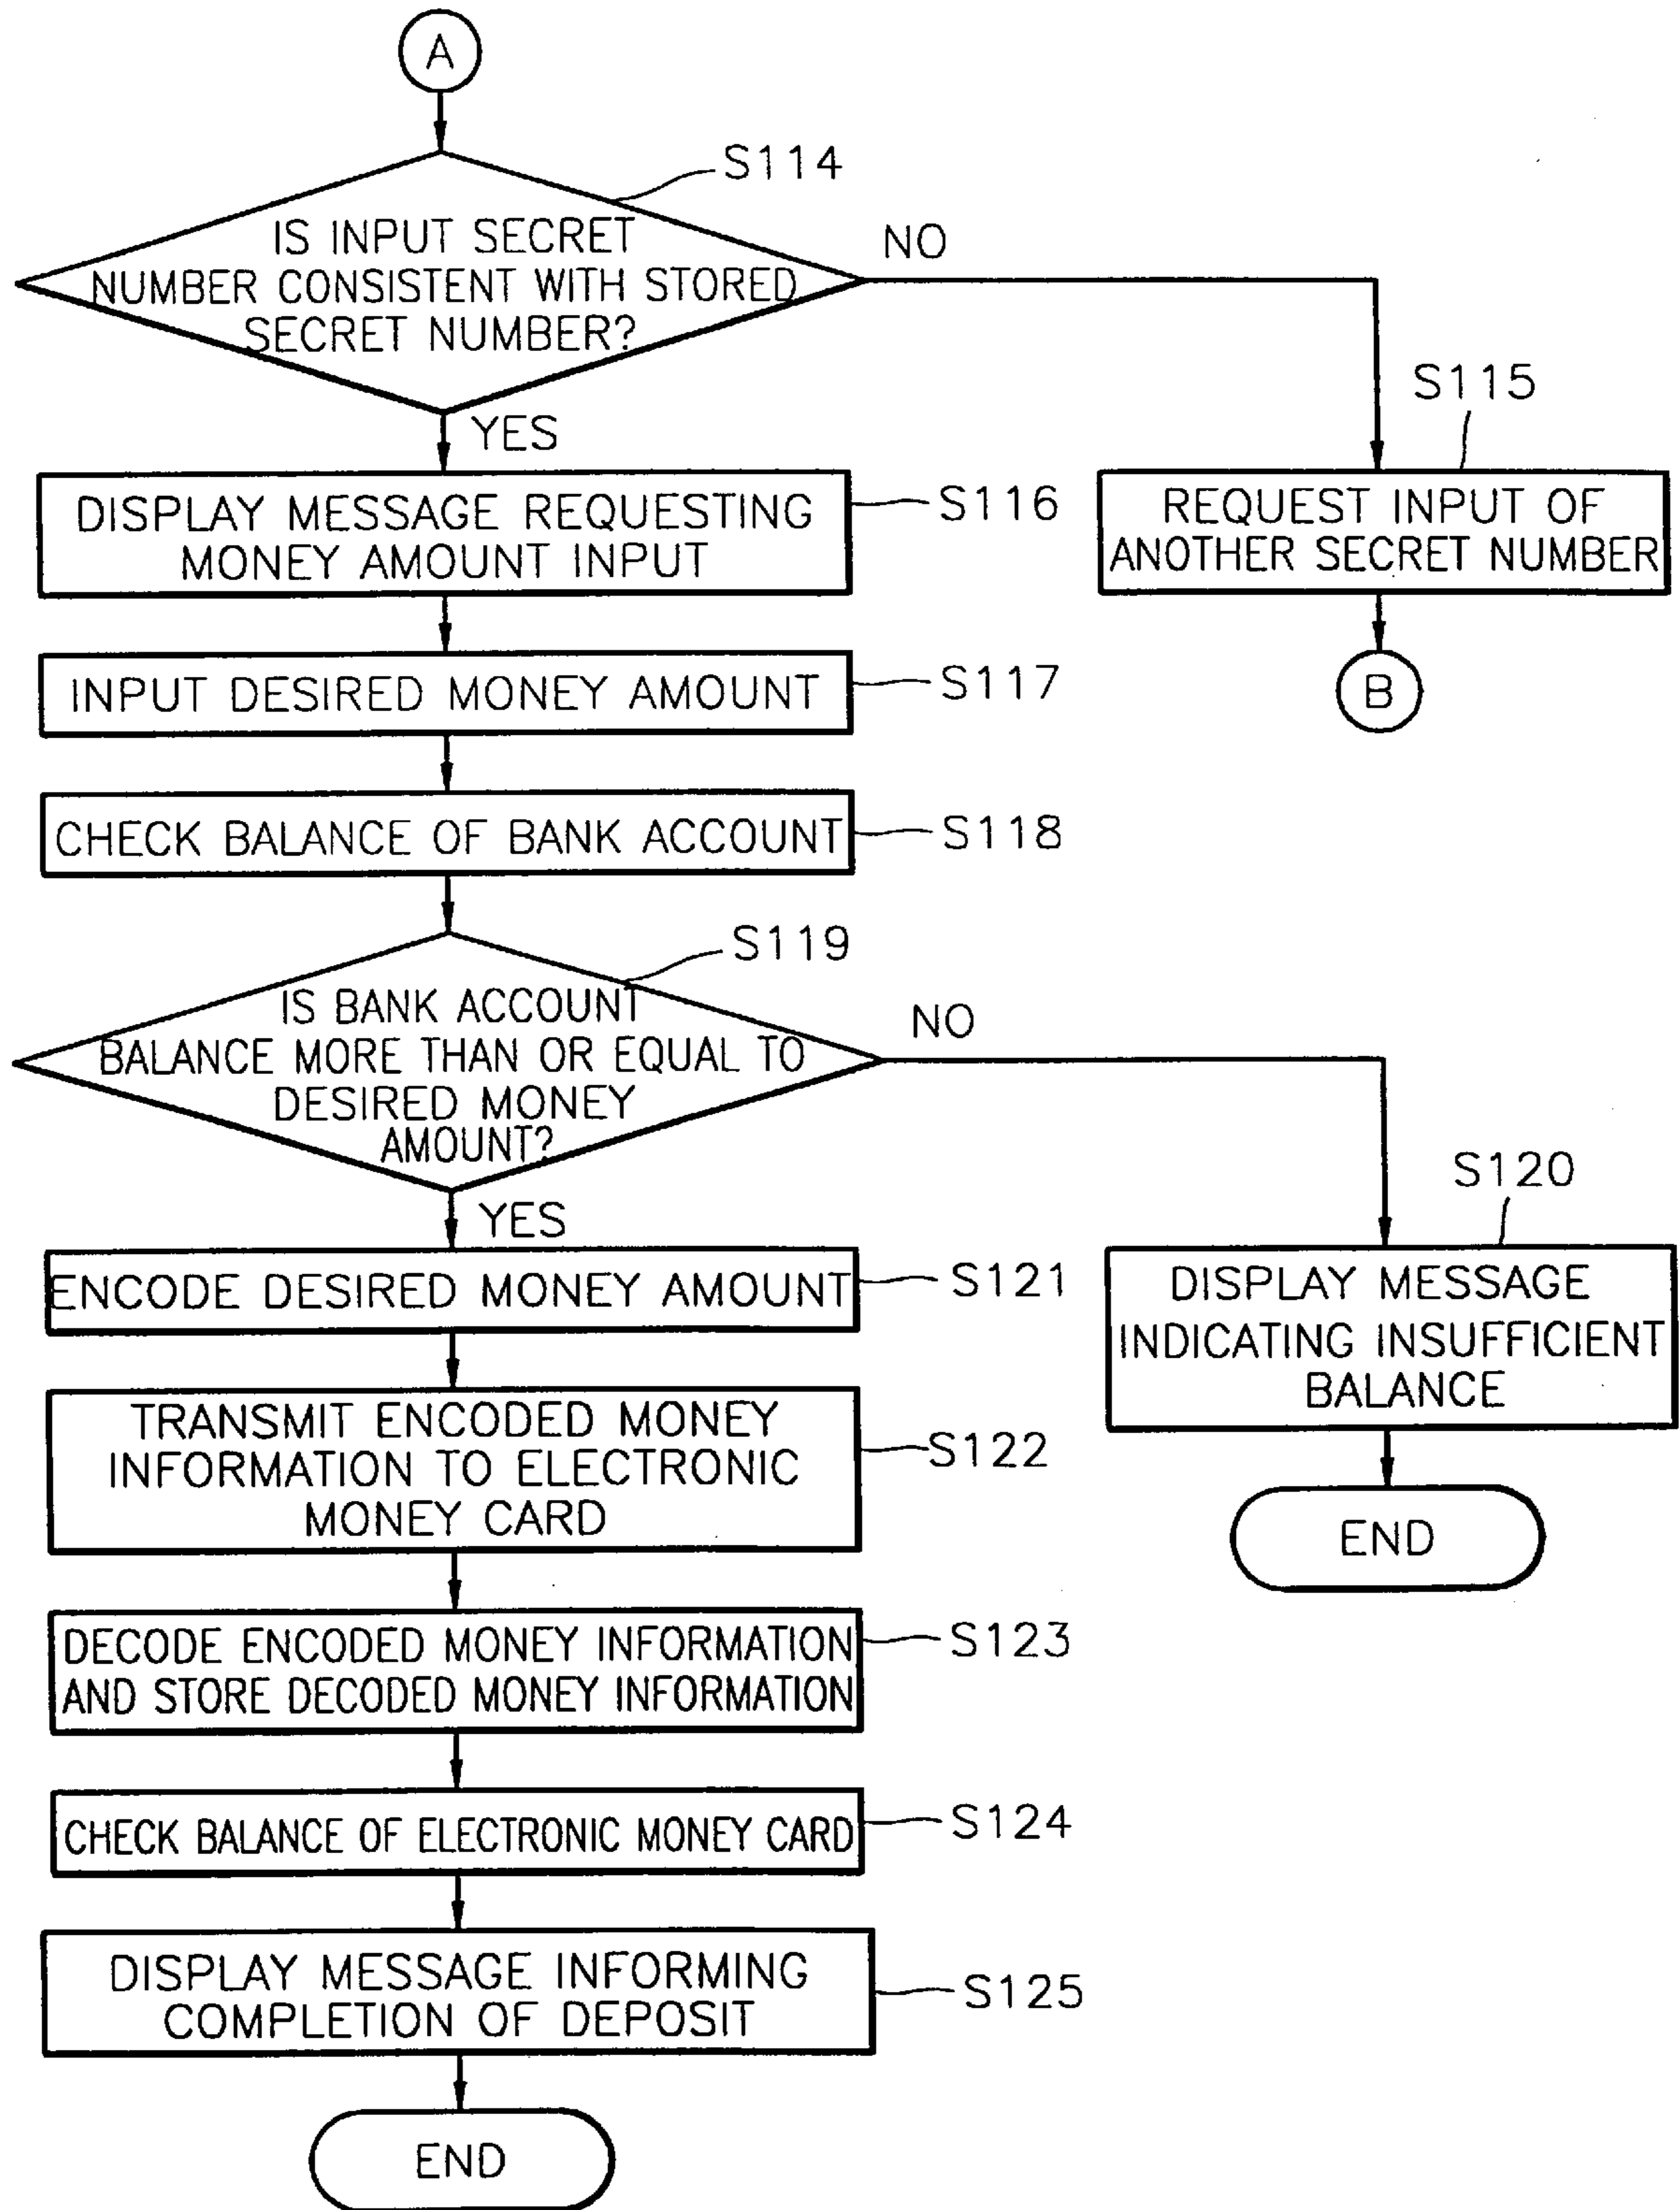 A
S114
IS INPUT SECRET
NUMBER CONSISTENT WITH STORED
SECRET NUMBER?
NO
YES
S115
REQUEST INPUT OF
ANOTHER SECRET NUMBER
B
S116
DISPLAY MESSAGE REQUESTING
MONEY AMOUNT INPUT
INPUT DESIRED MONEY AMOUNT
S117
CHECK BALANCE OF BANK ACCOUNT
S118
S119
IS BANK ACCOUNT
BALANCE MORE THAN OR EQUAL TO
DESIRED MONEY
AMOUNT?
NO
YES
S120
DISPLAY MESSAGE
INDICATING INSUFFICIENT
BALANCE
END
ENCODE DESIRED MONEY AMOUNT
S121
TRANSMIT ENCODED MONEY
INFORMATION TO ELECTRONIC
MONEY CARD
S122
DECODE ENCODED MONEY INFORMATION
AND STORE DECODED MONEY INFORMATION
S123
CHECK BALANCE OF ELECTRONIC MONEY CARD
S124
DISPLAY MESSAGE INFORMING
COMPLETION OF DEPOSIT
S125
END